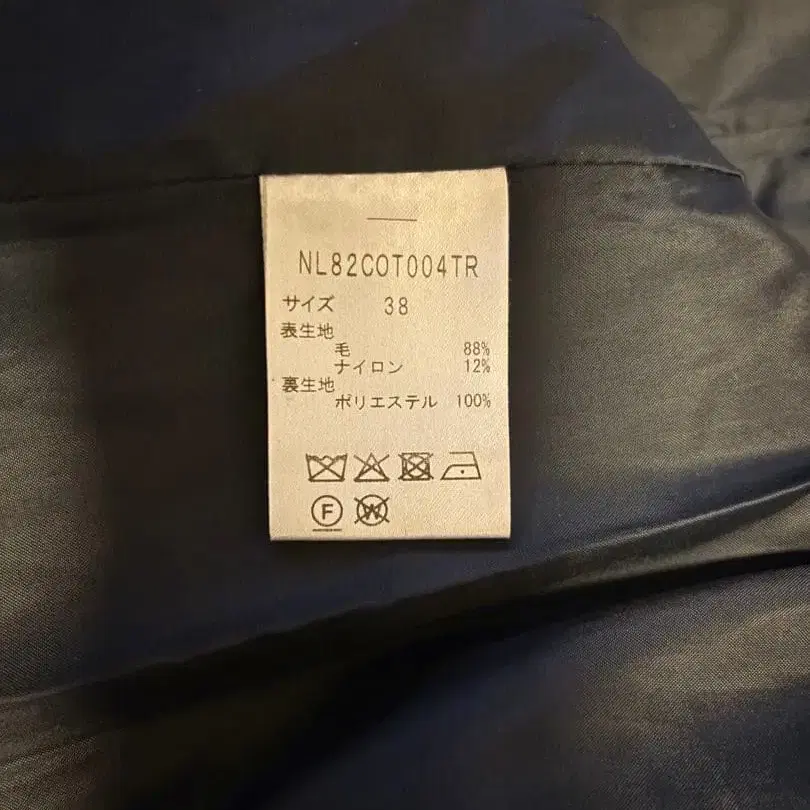 NL82COT004TR
サイズ 38
表生地
毛 88%
ナイロン 12%
裏生地
ポリエステル 100%
F W